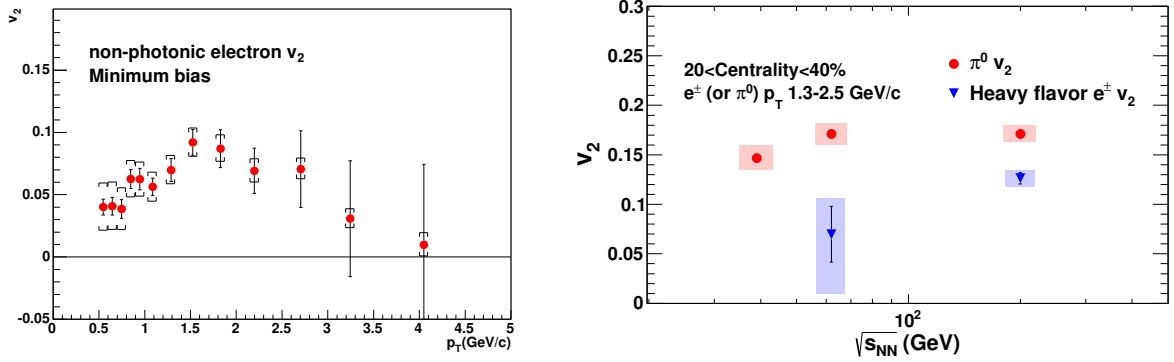 v2
non-photonic electron v2
Minimum bias
0.15
0.1
0.05
0
-0.05
0 0.5 1 1.5 2 2.5 3 3.5 4 4.5 5
pT(GeV/c)
0.3
0.25
0.2
0.15
0.1
0.05
0
v2
20<Centrality<40%
e± (or π0) pT 1.3-2.5 GeV/c
π0 v2
Heavy flavor e± v2
10²
√sNN (GeV)